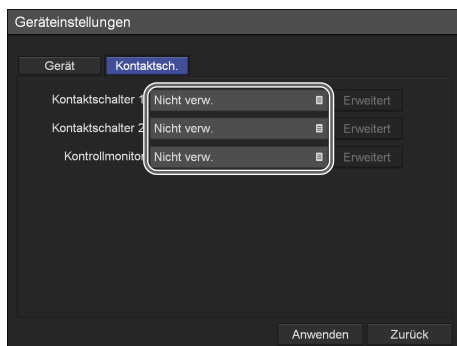 Geräteinstellungen
Gerät Kontaktsch.
Kontaktschalter 1 Nicht verw. Erweitert
Kontaktschalter 2 Nicht verw. Erweitert
Kontrollmonitor Nicht verw. Erweitert
Anwenden Zurück